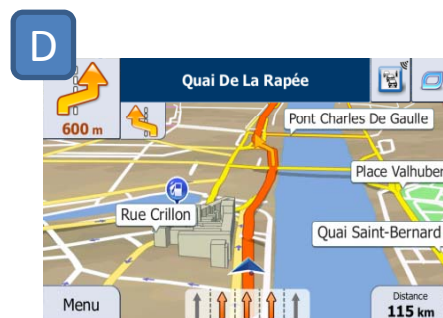 D
Quai De La Rapée
600 m
Pont Charles De Gaulle
Place Valhuber
Rue Crillon
Quai Saint-Bernard
Menu
Distance
115 km